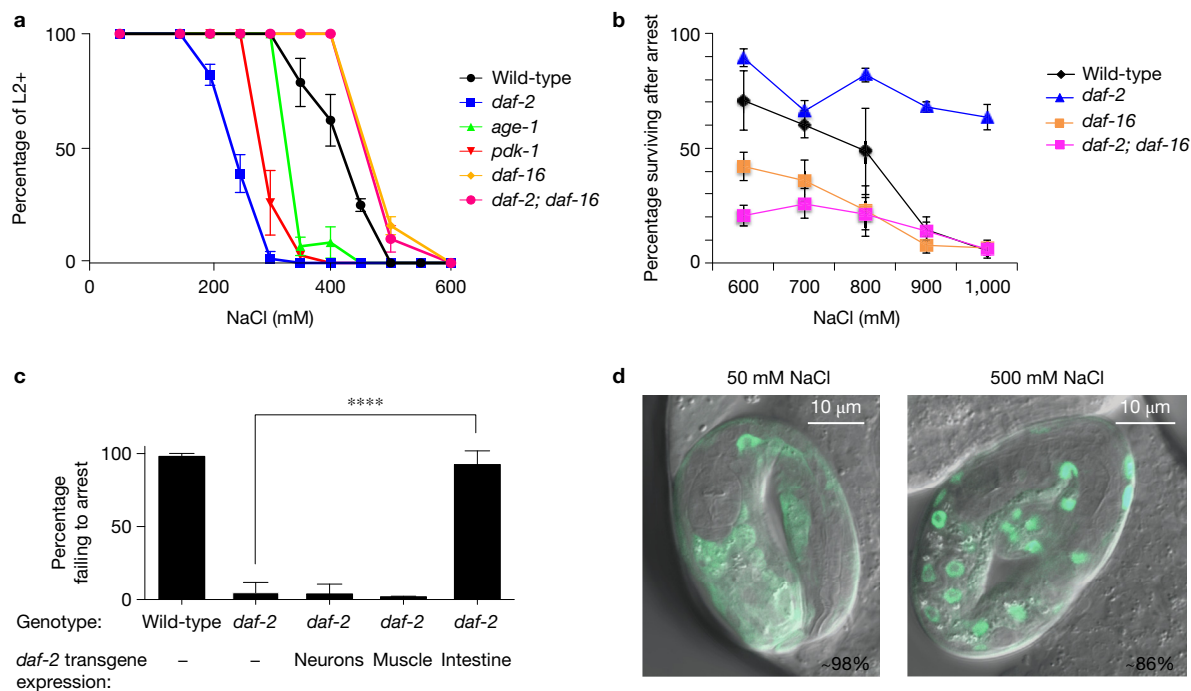 a
100
50
0
Percentage of L2+
0
200
400
600
NaCl (mM)
Wild-type
daf-2
age-1
pdk-1
daf-16
daf-2; daf-16
b
100
50
0
Percentage surviving after arrest
600
700
800
900
1,000
NaCl (mM)
Wild-type
daf-2
daf-16
daf-2; daf-16
c
****
100
50
0
Percentage
failing to arrest
Genotype: Wild-type daf-2 daf-2 daf-2 daf-2
daf-2 transgene – – Neurons Muscle Intestine
expression:
d
50 mM NaCl
10 µm
~98%
500 mM NaCl
10 µm
~86%